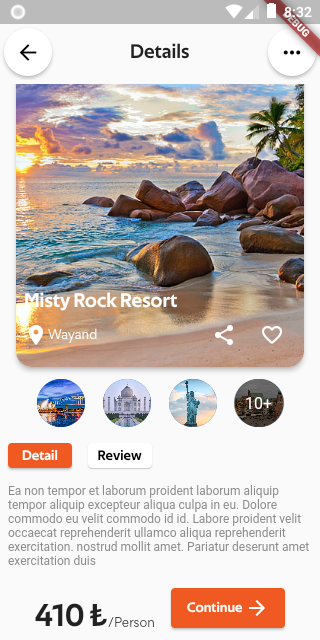 8:32
DEBUG
Details
Misty Rock Resort
Wayand
10+
Detail
Review
Ea non tempor et laborum proident laborum aliquip
tempor aliquip excepteur aliqua culpa in eu. Dolore
commodo eu velit commodo id id. Labore proident velit
occaecat reprehenderit ullamco aliqua reprehenderit
exercitation. nostrud mollit amet. Pariatur deserunt amet
exercitation duis
410 ₺/Person
Continue